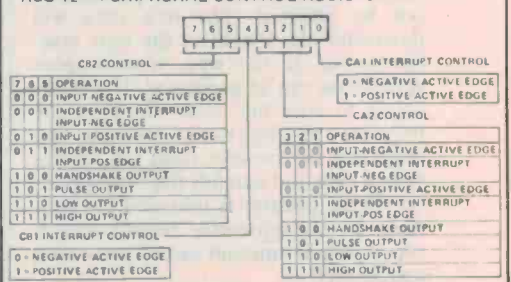 7 6 5 4 3 2 1 0
CB2 CONTROL
7 6 5 OPERATION
0 0 0 INPUT-NEGATIVE ACTIVE EDGE
0 0 1 INDEPENDENT INTERRUPT
INPUT-NEG EDGE
0 1 0 INPUT-POSITIVE ACTIVE EDGE
0 1 1 INDEPENDENT INTERRUPT
INPUT-POS EDGE
1 0 0 HANDSHAKE OUTPUT
1 0 1 PULSE OUTPUT
1 1 0 LOW OUTPUT
1 1 1 HIGH OUTPUT
CB1 INTERRUPT CONTROL
0 = NEGATIVE ACTIVE EDGE
1 = POSITIVE ACTIVE EDGE
CA1 INTERRUPT CONTROL
0 = NEGATIVE ACTIVE EDGE
1 = POSITIVE ACTIVE EDGE
CA2 CONTROL
3 2 1 OPERATION
0 0 0 INPUT-NEGATIVE ACTIVE EDGE
0 0 1 INDEPENDENT INTERRUPT
INPUT-NEG EDGE
0 1 0 INPUT-POSITIVE ACTIVE EDGE
0 1 1 INDEPENDENT INTERRUPT
INPUT-POS EDGE
1 0 0 HANDSHAKE OUTPUT
1 0 1 PULSE OUTPUT
1 1 0 LOW OUTPUT
1 1 1 HIGH OUTPUT